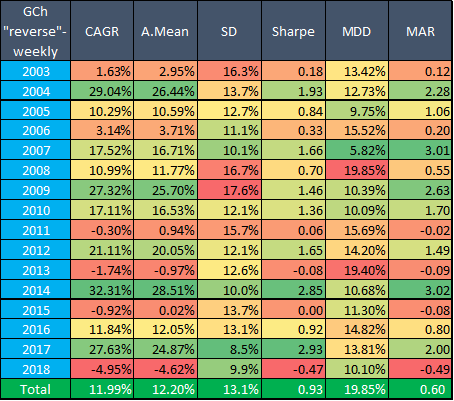 GCh "reverse"-weekly CAGR A.Mean SD Sharpe MDD MAR
2003 1.63% 2.95% 16.3% 0.18 13.42% 0.12
2004 29.04% 26.44% 13.7% 1.93 12.73% 2.28
2005 10.29% 10.59% 12.7% 0.84 9.75% 1.06
2006 3.14% 3.71% 11.1% 0.33 15.52% 0.20
2007 17.52% 16.71% 10.1% 1.66 5.82% 3.01
2008 10.99% 11.77% 16.7% 0.70 19.85% 0.55
2009 27.32% 25.70% 17.6% 1.46 10.39% 2.63
2010 17.11% 16.53% 12.1% 1.36 10.09% 1.70
2011 -0.30% 0.94% 15.7% 0.06 15.69% -0.02
2012 21.11% 20.05% 12.1% 1.65 14.20% 1.49
2013 -1.74% -0.97% 12.6% -0.08 19.40% -0.09
2014 32.31% 28.51% 10.0% 2.85 10.68% 3.02
2015 -0.92% 0.02% 13.7% 0.00 11.30% -0.08
2016 11.84% 12.05% 13.1% 0.92 14.82% 0.80
2017 27.63% 24.87% 8.5% 2.93 13.81% 2.00
2018 -4.95% -4.62% 9.9% -0.47 10.10% -0.49
Total 11.99% 12.20% 13.1% 0.93 19.85% 0.60